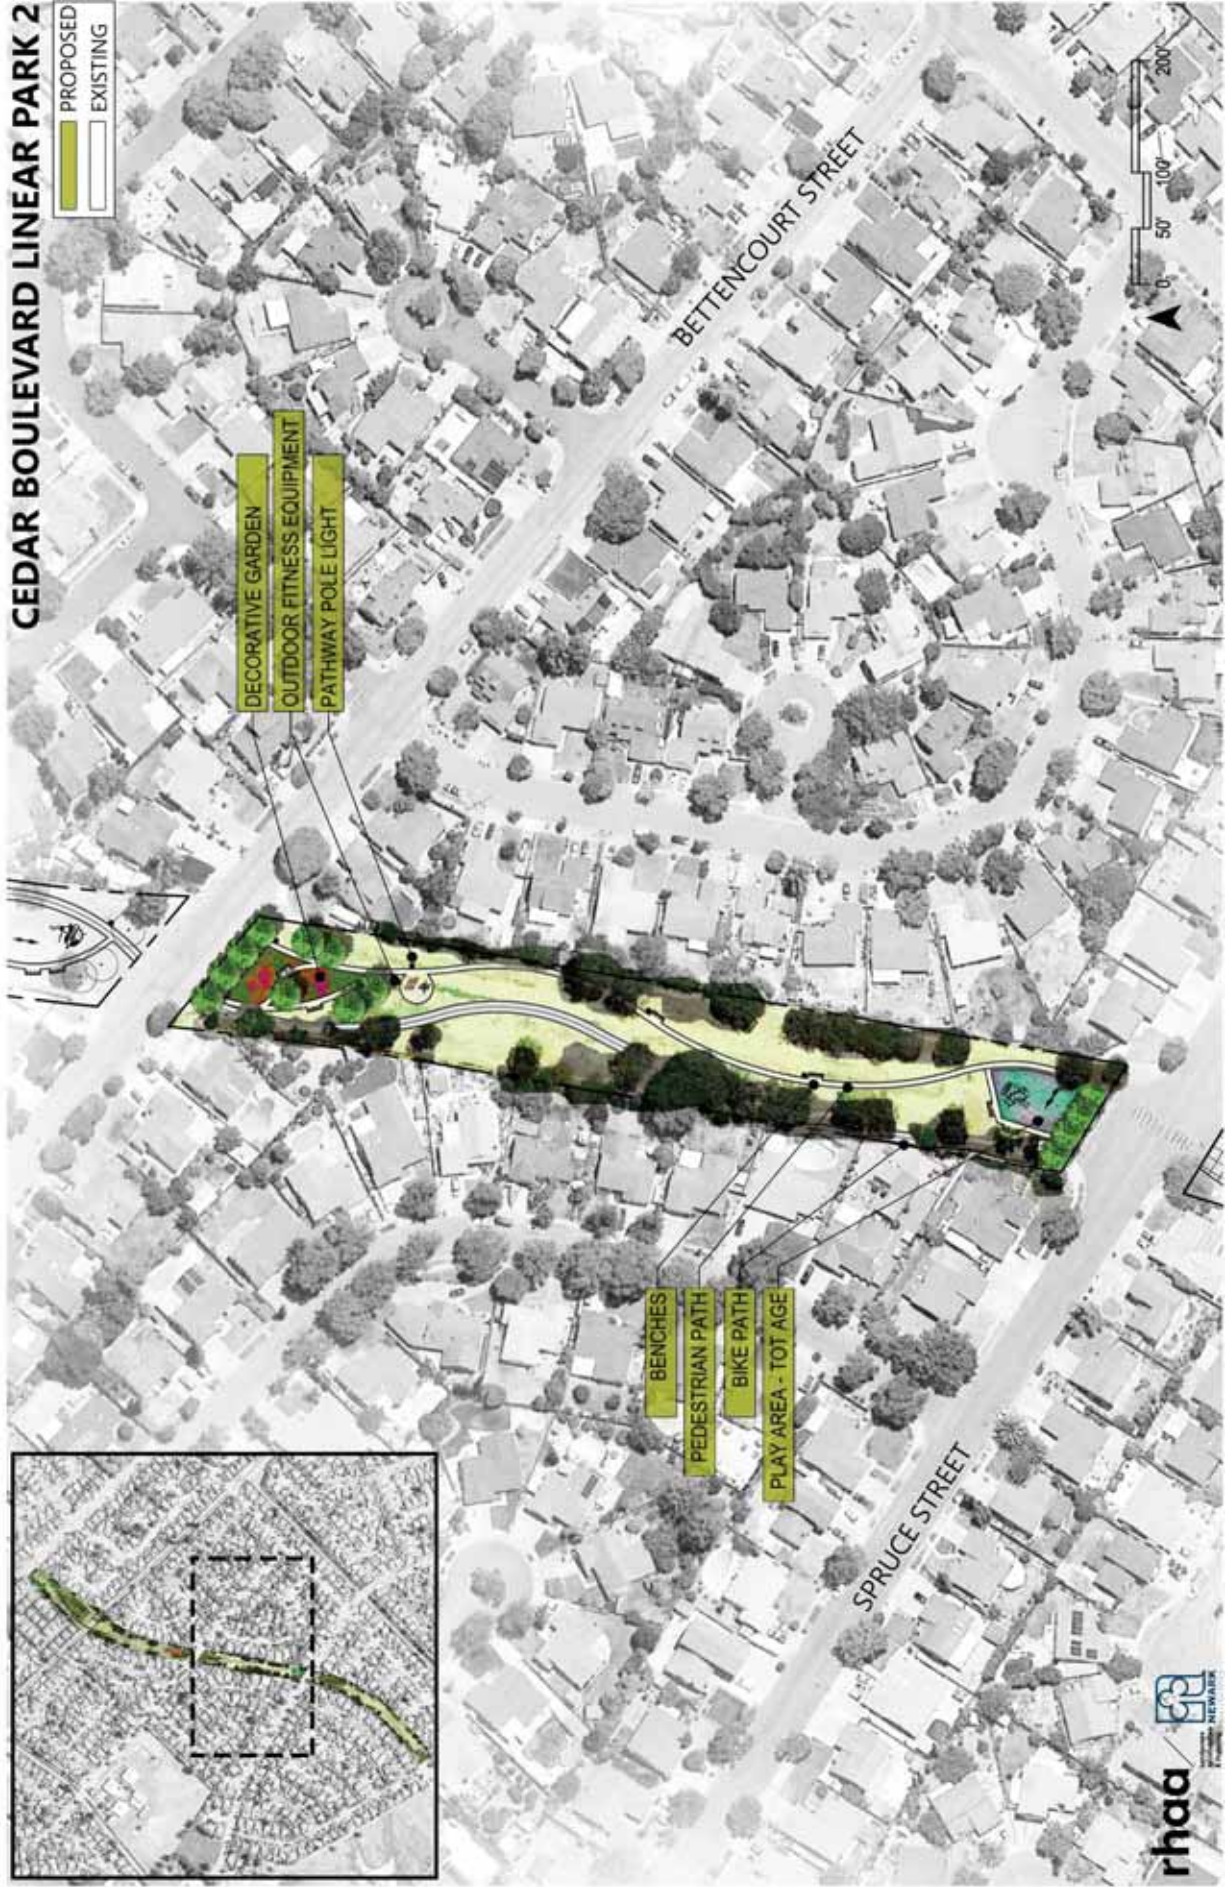 CEDAR BOULEVARD LINEAR PARK 2
PROPOSED
EXISTING
DECORATIVE GARDEN
OUTDOOR FITNESS EQUIPMENT
PATHWAY POLE LIGHT
BETTENCOURT STREET
BENCHES
PEDESTRIAN PATH
BIKE PATH
PLAY AREA - TOT AGE
SPRUCE STREET
0 50' 100' 200'
rhaa
NEWARK